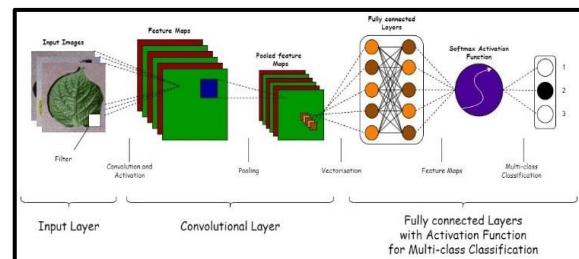 Input Images
Feature Maps
Pooled feature
Maps
Fully connected
Layers
Softmax Activation
Function
1
2
3
Filter
Convolution and
Activation
Pooling
Vectorisation
Feature Maps
Multi-class
Classification
Input Layer
Convolutional Layer
Fully connected Layers
with Activation Function
for Multi-class Classification